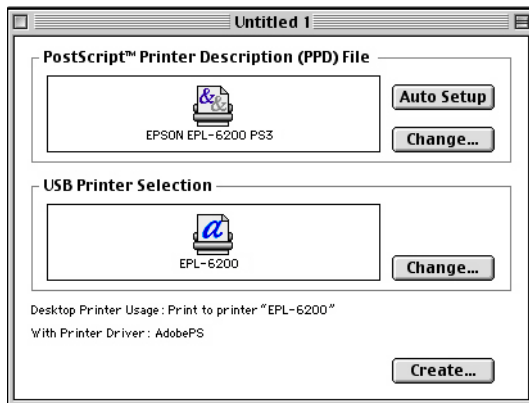 Untitled 1
PostScript™ Printer Description (PPD) File
EPSON EPL-6200 PS3
Auto Setup
Change...
USB Printer Selection
EPL-6200
Change...
Desktop Printer Usage : Print to printer "EPL-6200"
With Printer Driver : AdobePS
Create...